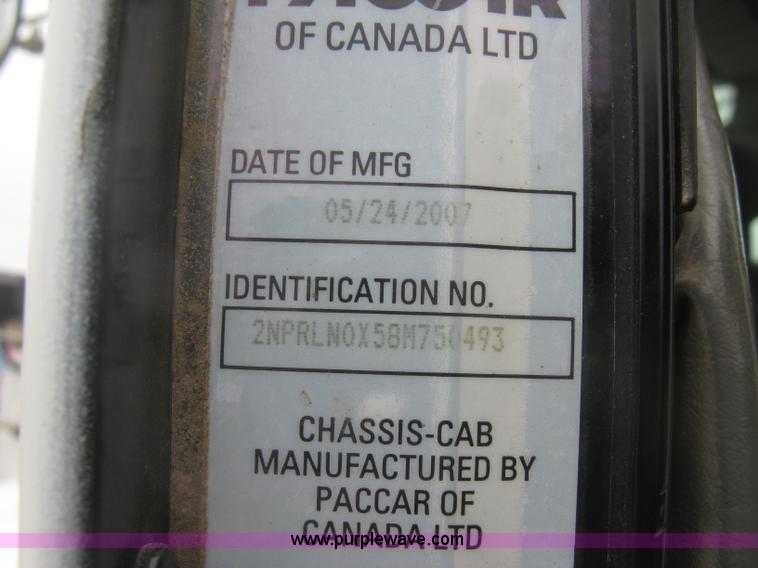 OF CANADA LTD
DATE OF MFG
05/24/2007
IDENTIFICATION NO.
2NPRLN0X58M750493
CHASSIS-CAB
MANUFACTURED BY
PACCAR OF
CANADA LTD
www.purplewave.com